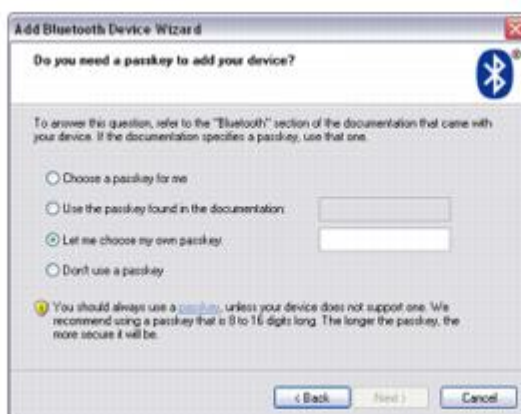 Add Bluetooth Device Wizard
Do you need a passkey to add your device?
To answer this question, refer to the "Bluetooth" section of the documentation that came with
your device. If the documentation specifies a passkey, use that one.
Choose a passkey for me
Use the passkey found in the documentation:
Let me choose my own passkey:
Don't use a passkey
You should always use a passkey, unless your device does not support one. We
recommend using a passkey that is 8 to 16 digits long. The longer the passkey, the
more secure it will be.
< Back Next > Cancel